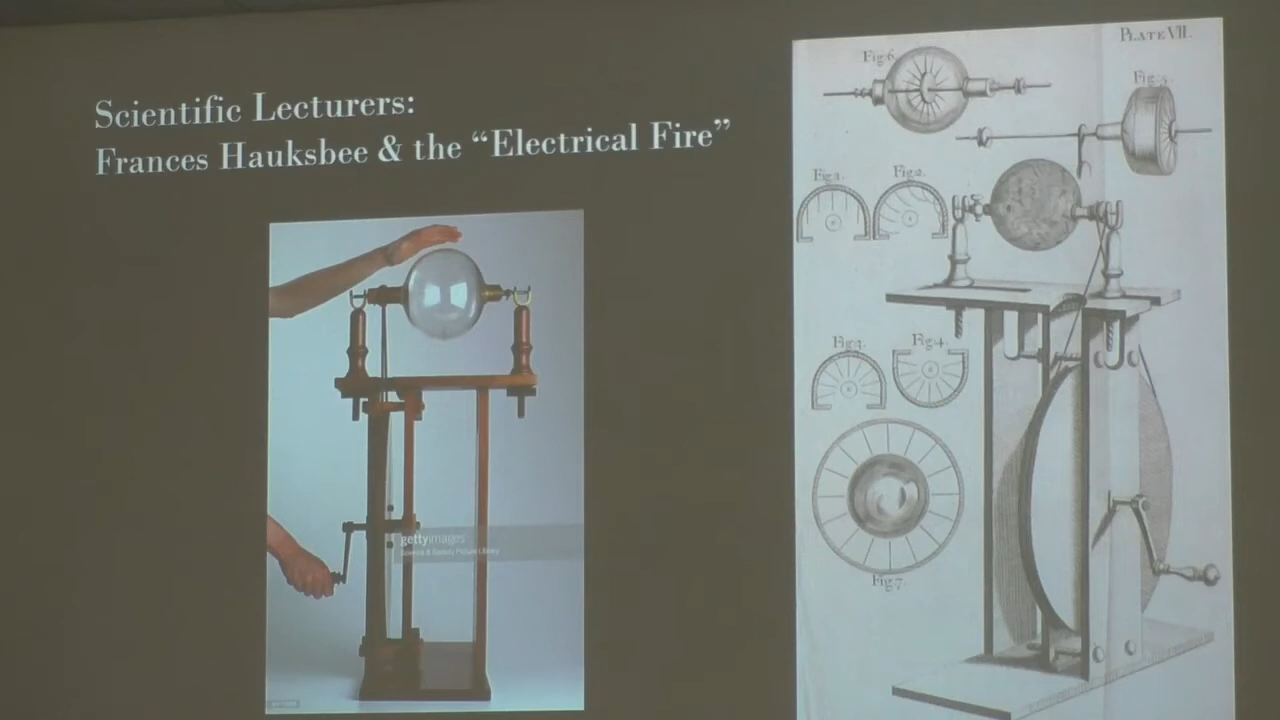 Scientific Lecturers:
Frances Hauksbee & the “Electrical Fire”
gettyimages
PLATE VII.
Fig.6.
Fig.5.
Fig.1.
Fig.2.
Fig.3.
Fig.4.
Fig.7.